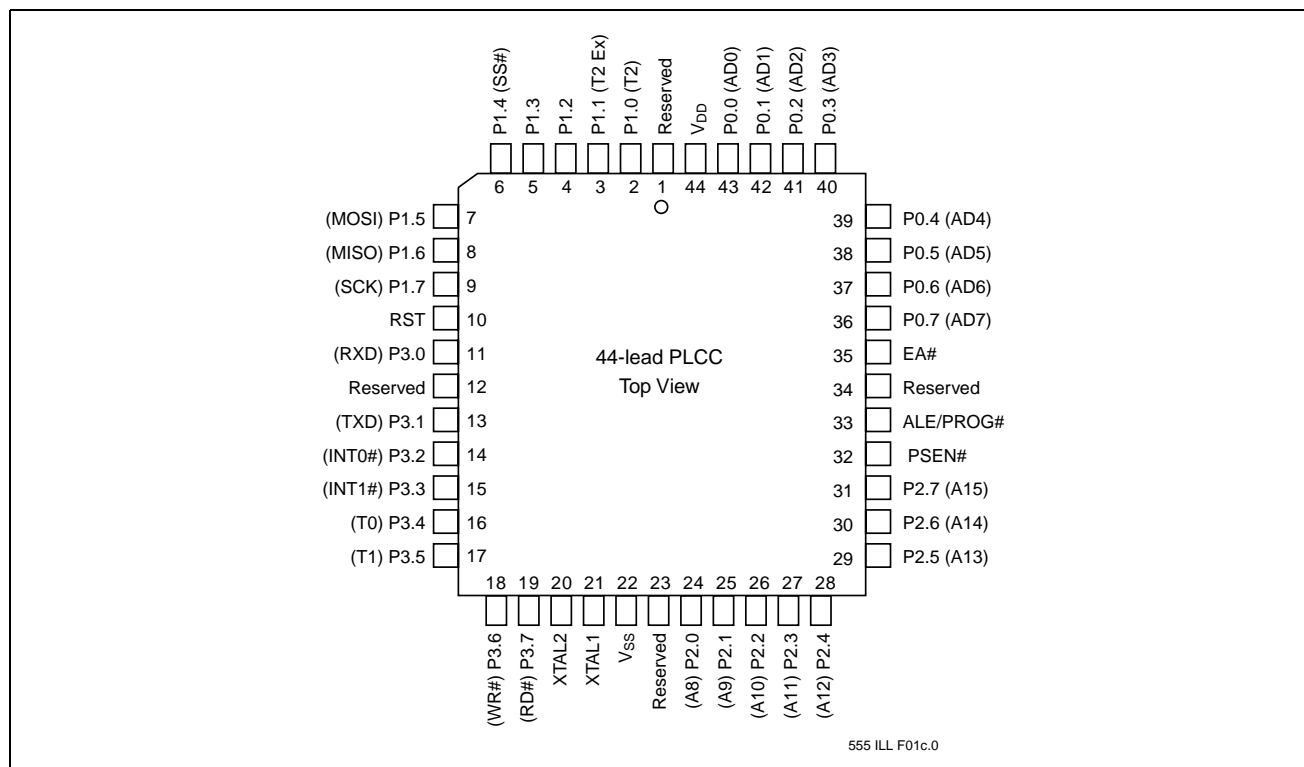 P1.4 (SS#)
P1.3
P1.2
P1.1 (T2 Ex)
P1.0 (T2)
Reserved
VDD
P0.0 (AD0)
P0.1 (AD1)
P0.2 (AD2)
P0.3 (AD3)
6 5 4 3 2 1 44 43 42 41 40
(MOSI) P1.5 7
(MISO) P1.6 8
(SCK) P1.7 9
RST 10
(RXD) P3.0 11
Reserved 12
(TXD) P3.1 13
(INT0#) P3.2 14
(INT1#) P3.3 15
(T0) P3.4 16
(T1) P3.5 17
44-lead PLCC
Top View
39 P0.4 (AD4)
38 P0.5 (AD5)
37 P0.6 (AD6)
36 P0.7 (AD7)
35 EA#
34 Reserved
33 ALE/PROG#
32 PSEN#
31 P2.7 (A15)
30 P2.6 (A14)
29 P2.5 (A13)
18 19 20 21 22 23 24 25 26 27 28
(WR#) P3.6
(RD#) P3.7
XTAL2
XTAL1
VSS
Reserved
(A8) P2.0
(A9) P2.1
(A10) P2.2
(A11) P2.3
(A12) P2.4
555 ILL F01c.0